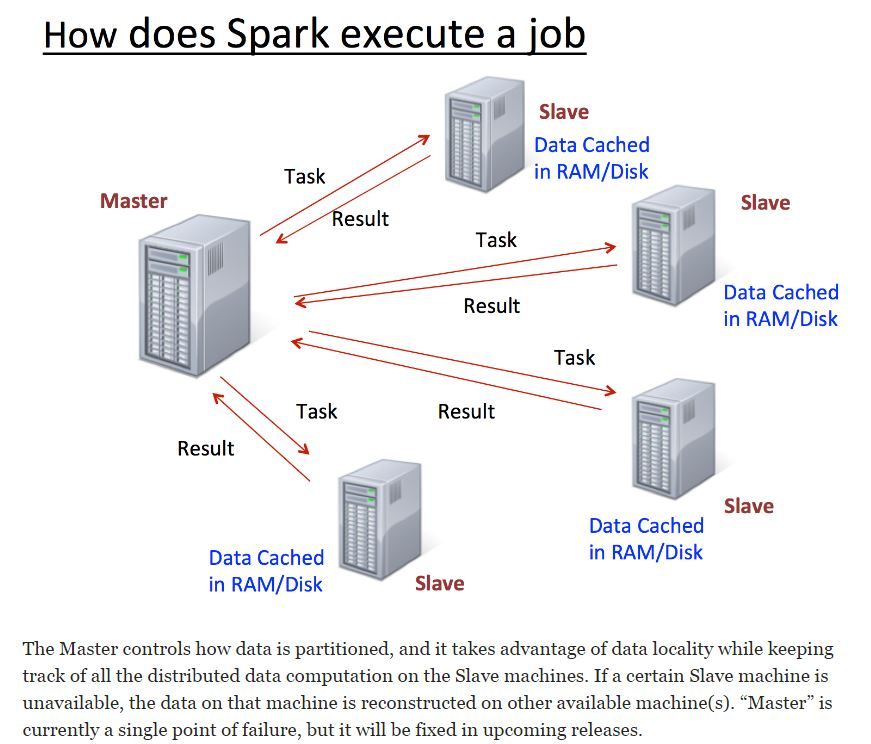 How does Spark execute a job
Slave
Data Cached
in RAM/Disk
Task
Master
Result
Slave
Task
Data Cached
in RAM/Disk
Result
Task
Task
Result
Result
Slave
Data Cached
in RAM/Disk
Data Cached
in RAM/Disk
Slave
The Master controls how data is partitioned, and it takes advantage of data locality while keeping
track of all the distributed data computation on the Slave machines. If a certain Slave machine is
unavailable, the data on that machine is reconstructed on other available machine(s). “Master” is
currently a single point of failure, but it will be fixed in upcoming releases.